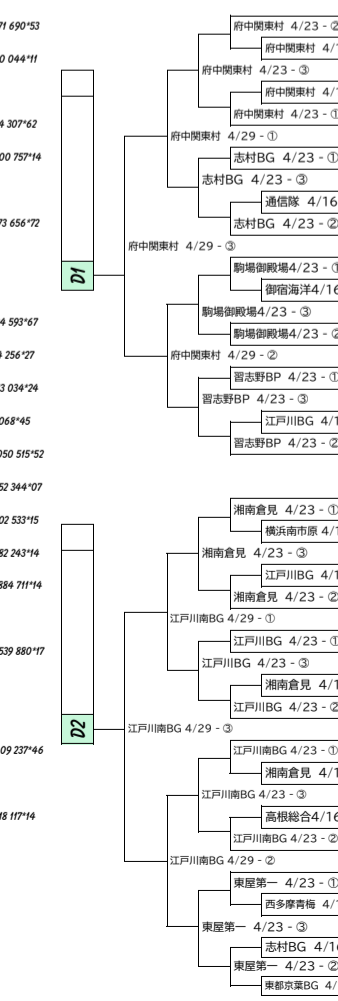 71 690*53
0 044*11
4 307*62
00 757*14
73 656*72
4 593*67
4 256*27
3 034*24
068*45
050 515*52
52 344*07
02 533*15
82 243*14
884 711*14
539 880*17
09 237*46
18 117*14
D1
府中関東村 4/23 - ②
府中関東村 4/1
府中関東村 4/23 - ③
府中関東村 4/1
府中関東村 4/23 - ①
府中関東村 4/29 - ①
志村BG 4/23 - ①
志村BG 4/23 - ③
通信隊 4/16
志村BG 4/23 - ②
府中関東村 4/29 - ③
駒場御殿場4/23 - ①
御宿海洋4/16
駒場御殿場4/23 - ③
駒場御殿場4/23 - ②
府中関東村 4/29 - ②
習志野BP 4/23 - ①
習志野BP 4/23 - ③
江戸川BG 4/1
習志野BP 4/23 - ②
D2
湘南倉見 4/23 - ①
横浜南市原 4/1
湘南倉見 4/23 - ③
江戸川BG 4/1
湘南倉見 4/23 - ②
江戸川南BG 4/29 - ①
江戸川BG 4/23 - ①
江戸川BG 4/23 - ③
湘南倉見 4/1
江戸川BG 4/23 - ②
江戸川南BG 4/29 - ③
江戸川南BG 4/23 - ①
湘南倉見 4/1
江戸川南BG 4/23 - ③
高根総合4/16
江戸川南BG 4/23 - ②
江戸川南BG 4/29 - ②
東屋第一 4/23 - ①
西多摩青梅 4/1
東屋第一 4/23 - ③
志村BG 4/16
東屋第一 4/23 - ②
東都京葉BG 4/